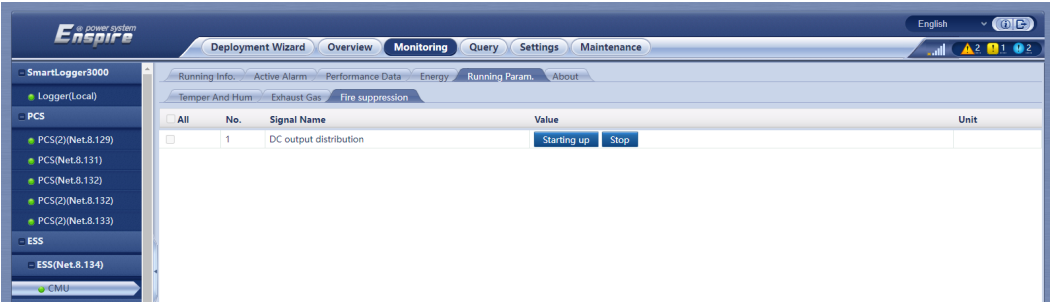 @ power system
Enspire
English
Deployment Wizard Overview Monitoring Query Settings Maintenance
2 1 2
SmartLogger3000
Logger(Local)
PCS
PCS(2)(Net.8.129)
PCS(Net.8.131)
PCS(Net.8.132)
PCS(2)(Net.8.132)
PCS(2)(Net.8.133)
ESS
ESS(Net.8.134)
CMU
Running Info. Active Alarm Performance Data Energy Running Param. About
Temper And Hum Exhaust Gas Fire suppression
All No. Signal Name Value Unit
1 DC output distribution Starting up Stop